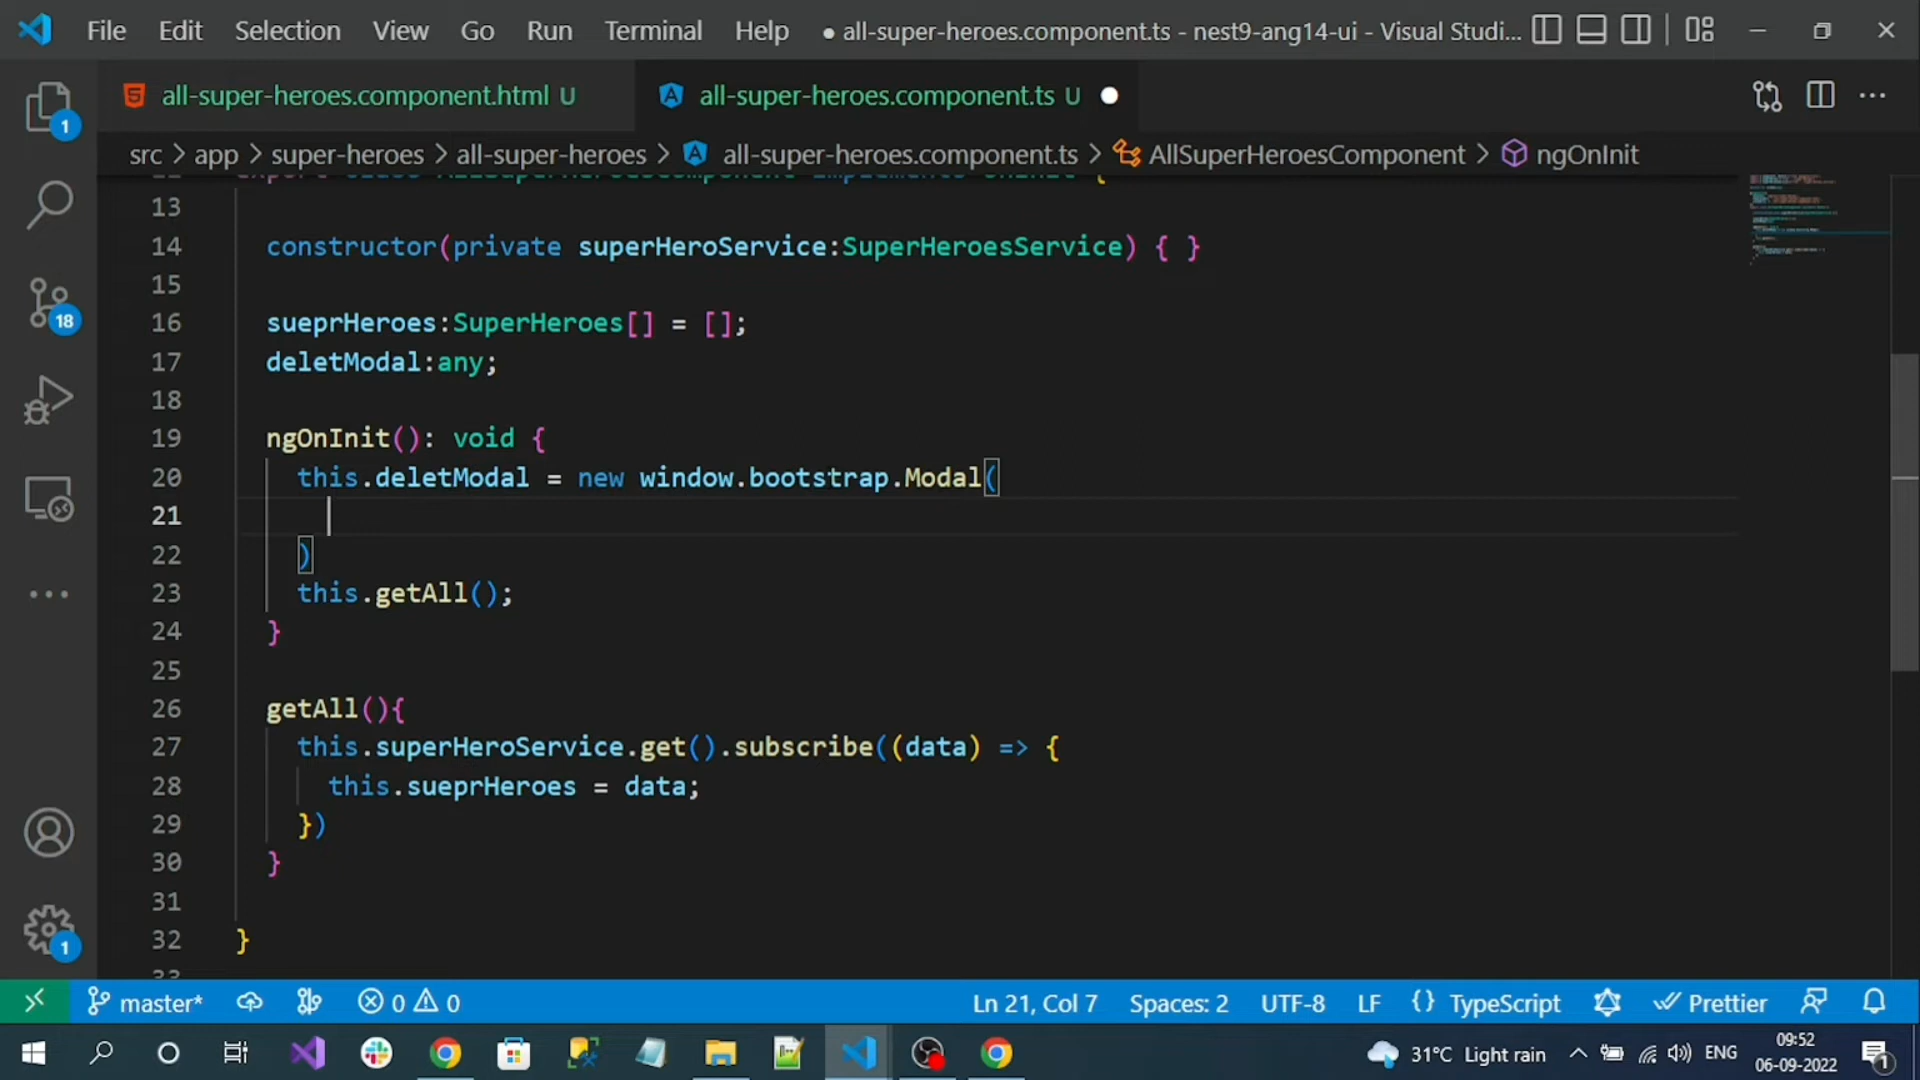 File Edit Selection View Go Run Terminal Help ● all-super-heroes.component.ts - nest9-ang14-ui - Visual Studi...
all-super-heroes.component.html U all-super-heroes.component.ts U
src > app > super-heroes > all-super-heroes > all-super-heroes.component.ts > AllSuperHeroesComponent > ngOnInit
13
14 constructor(private superHeroService:SuperHeroesService) { }
15
16 sueprHeroes:SuperHeroes[] = [];
17 deletModal:any;
18
19 ngOnInit(): void {
20 this.deletModal = new window.bootstrap.Modal(
21
22 )
23 this.getAll();
24 }
25
26 getAll(){
27 this.superHeroService.get().subscribe((data) => {
28 this.sueprHeroes = data;
29 })
30 }
31
32 }
33
1
18
1
master* 0 0 Ln 21, Col 7 Spaces: 2 UTF-8 LF {} TypeScript Prettier
31°C Light rain ENG 09:52
06-09-2022 1